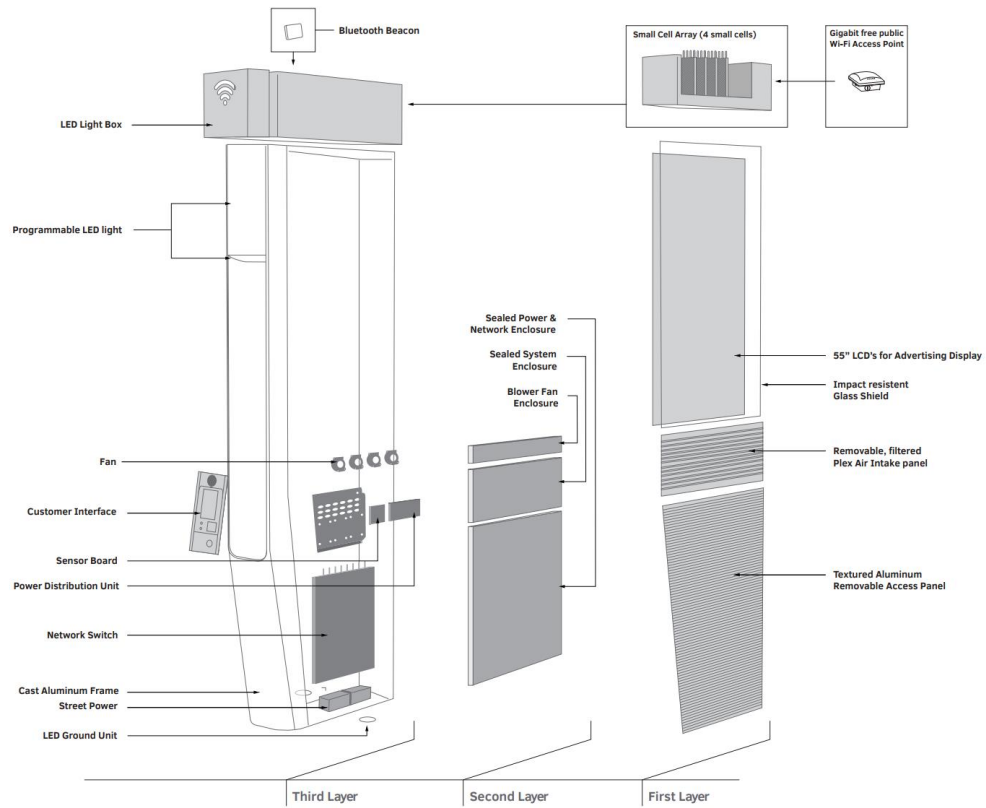 Bluetooth Beacon
Small Cell Array (4 small cells)
Gigabit free public
Wi-Fi Access Point
LED Light Box
Programmable LED light
Sealed Power &
Network Enclosure
Sealed System
Enclosure
Blower Fan
Enclosure
55" LCD's for Advertising Display
Impact resistent
Glass Shield
Fan
Removable, filtered
Plex Air Intake panel
Customer Interface
Sensor Board
Power Distribution Unit
Textured Aluminum
Removable Access Panel
Network Switch
Cast Aluminum Frame
Street Power
LED Ground Unit
Third Layer
Second Layer
First Layer